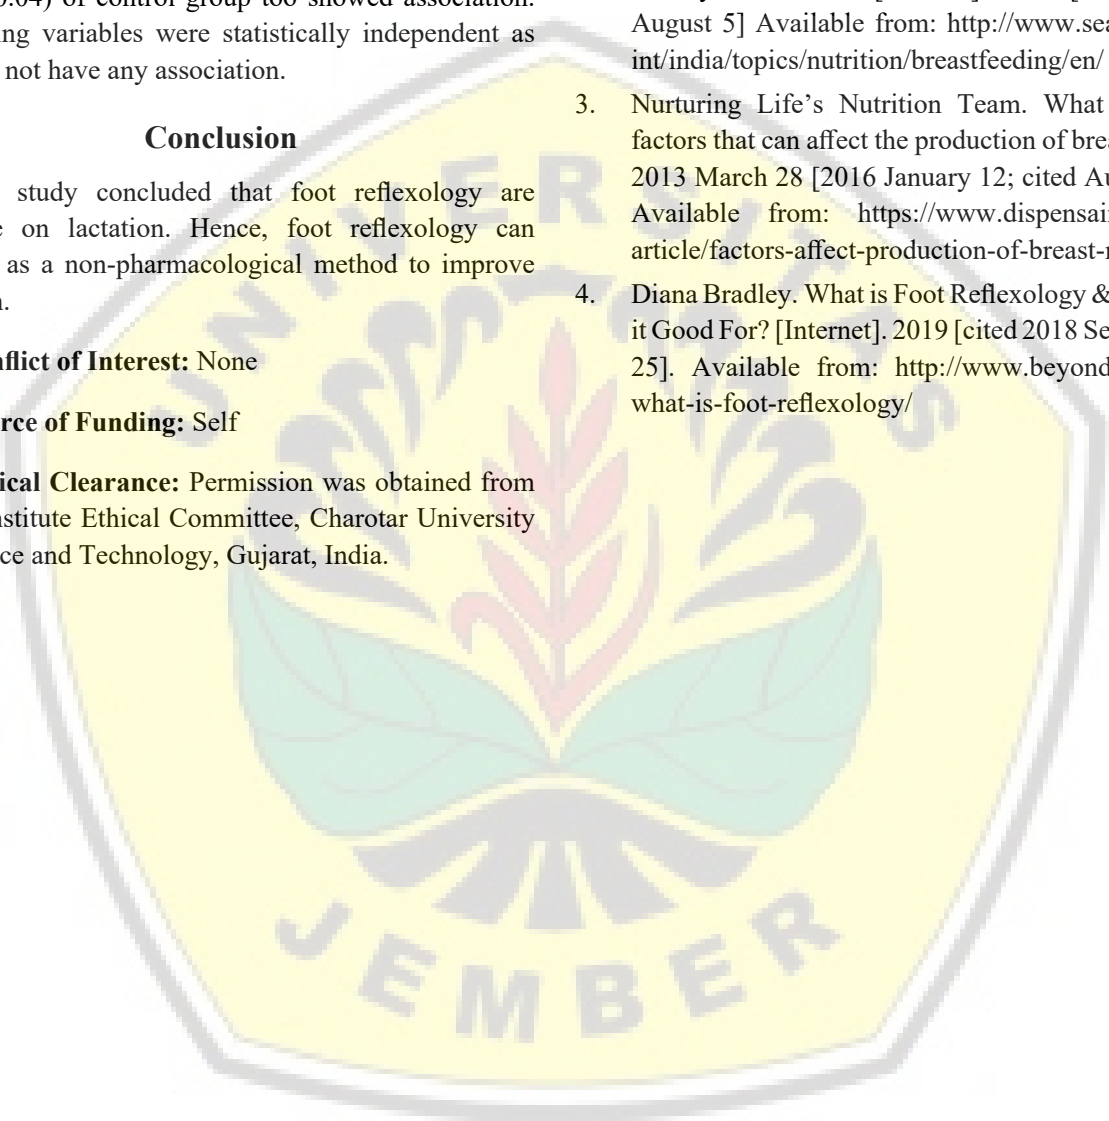 0.04) of control group too showed association.
ing variables were statistically independent as
not have any association.
Conclusion
study concluded that foot reflexology are
e on lactation. Hence, foot reflexology can
as a non-pharmacological method to improve
n.
nflict of Interest: None
rce of Funding: Self
ical Clearance: Permission was obtained from
nstitute Ethical Committee, Charotar University
ce and Technology, Gujarat, India.
August 5] Available from: http://www.sea
int/india/topics/nutrition/breastfeeding/en/
3. Nurturing Life’s Nutrition Team. What
factors that can affect the production of brea
2013 March 28 [2016 January 12; cited Au
Available from: https://www.dispensair
article/factors-affect-production-of-breast-m
4. Diana Bradley. What is Foot Reflexology &
it Good For? [Internet]. 2019 [cited 2018 Se
25]. Available from: http://www.beyond
what-is-foot-reflexology/
UNIVERSITAS
JEMBER